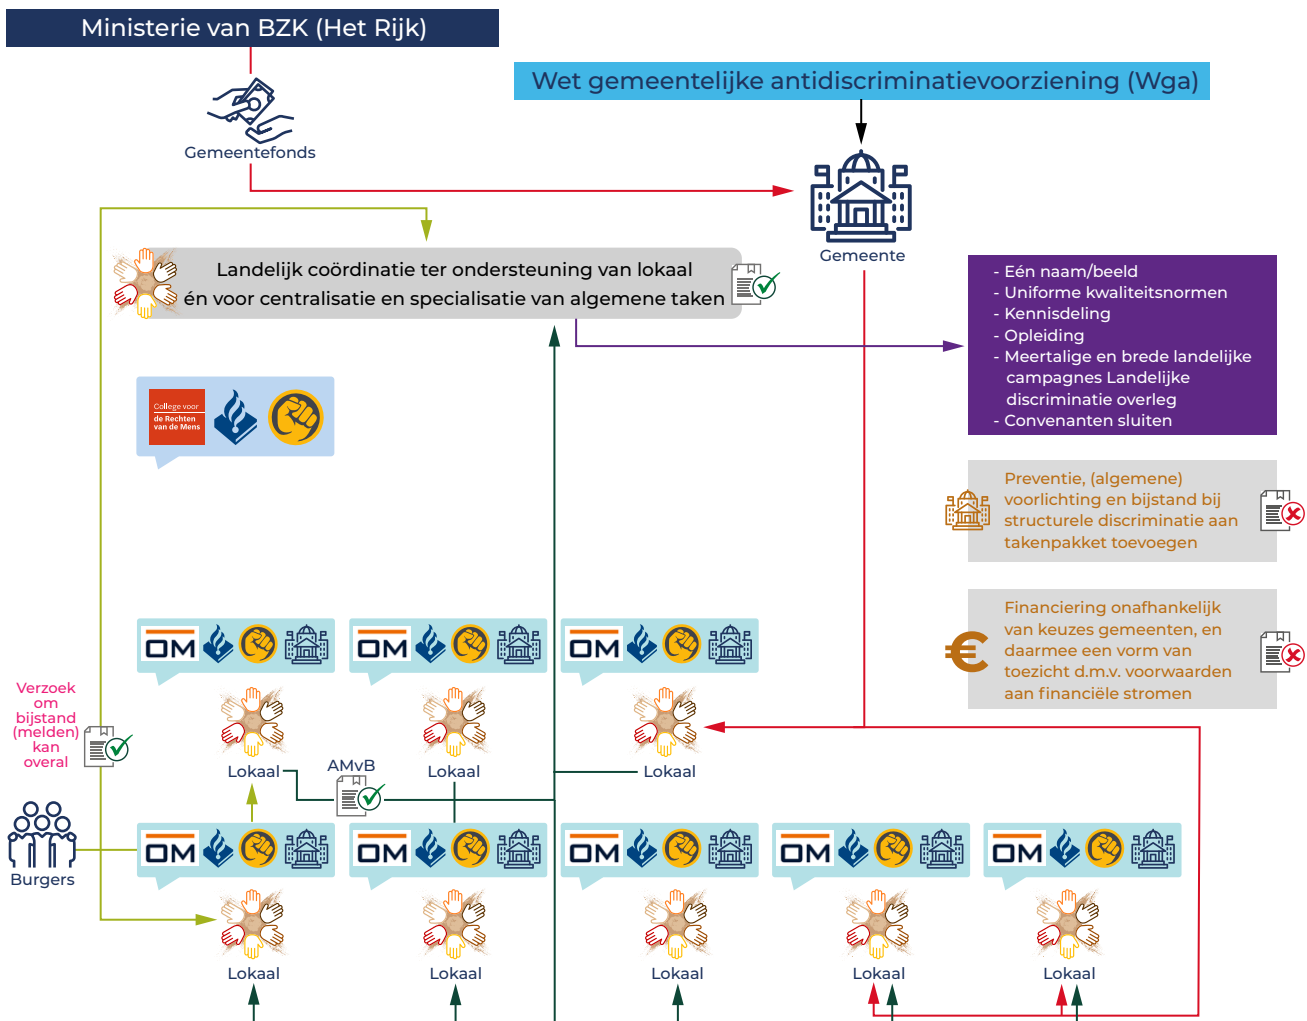 Ministerie van BZK (Het Rijk)
Wet gemeentelijke antidiscriminatievoorziening (Wga)
Gemeentefonds
Gemeente
Landelijk coördinatie ter ondersteuning van lokaal
én voor centralisatie en specialisatie van algemene taken
- Eén naam/beeld
- Uniforme kwaliteitsnormen
- Kennisdeling
- Opleiding
- Meertalige en brede landelijke
campagnes Landelijke
discriminatie overleg
- Convenanten sluiten
College voor
de Rechten
van de Mens
Preventie, (algemene)
voorlichting en bijstand bij
structurele discriminatie aan
takenpakket toevoegen
Financiering onafhankelijk
van keuzes gemeenten, en
daarmee een vorm van
toezicht d.m.v. voorwaarden
aan financiële stromen
€
OM
OM
OM
Verzoek
om
bijstand
(melden)
kan
overal
Lokaal
AMvB
Lokaal
Lokaal
Burgers
OM
OM
OM
OM
OM
Lokaal
Lokaal
Lokaal
Lokaal
Lokaal